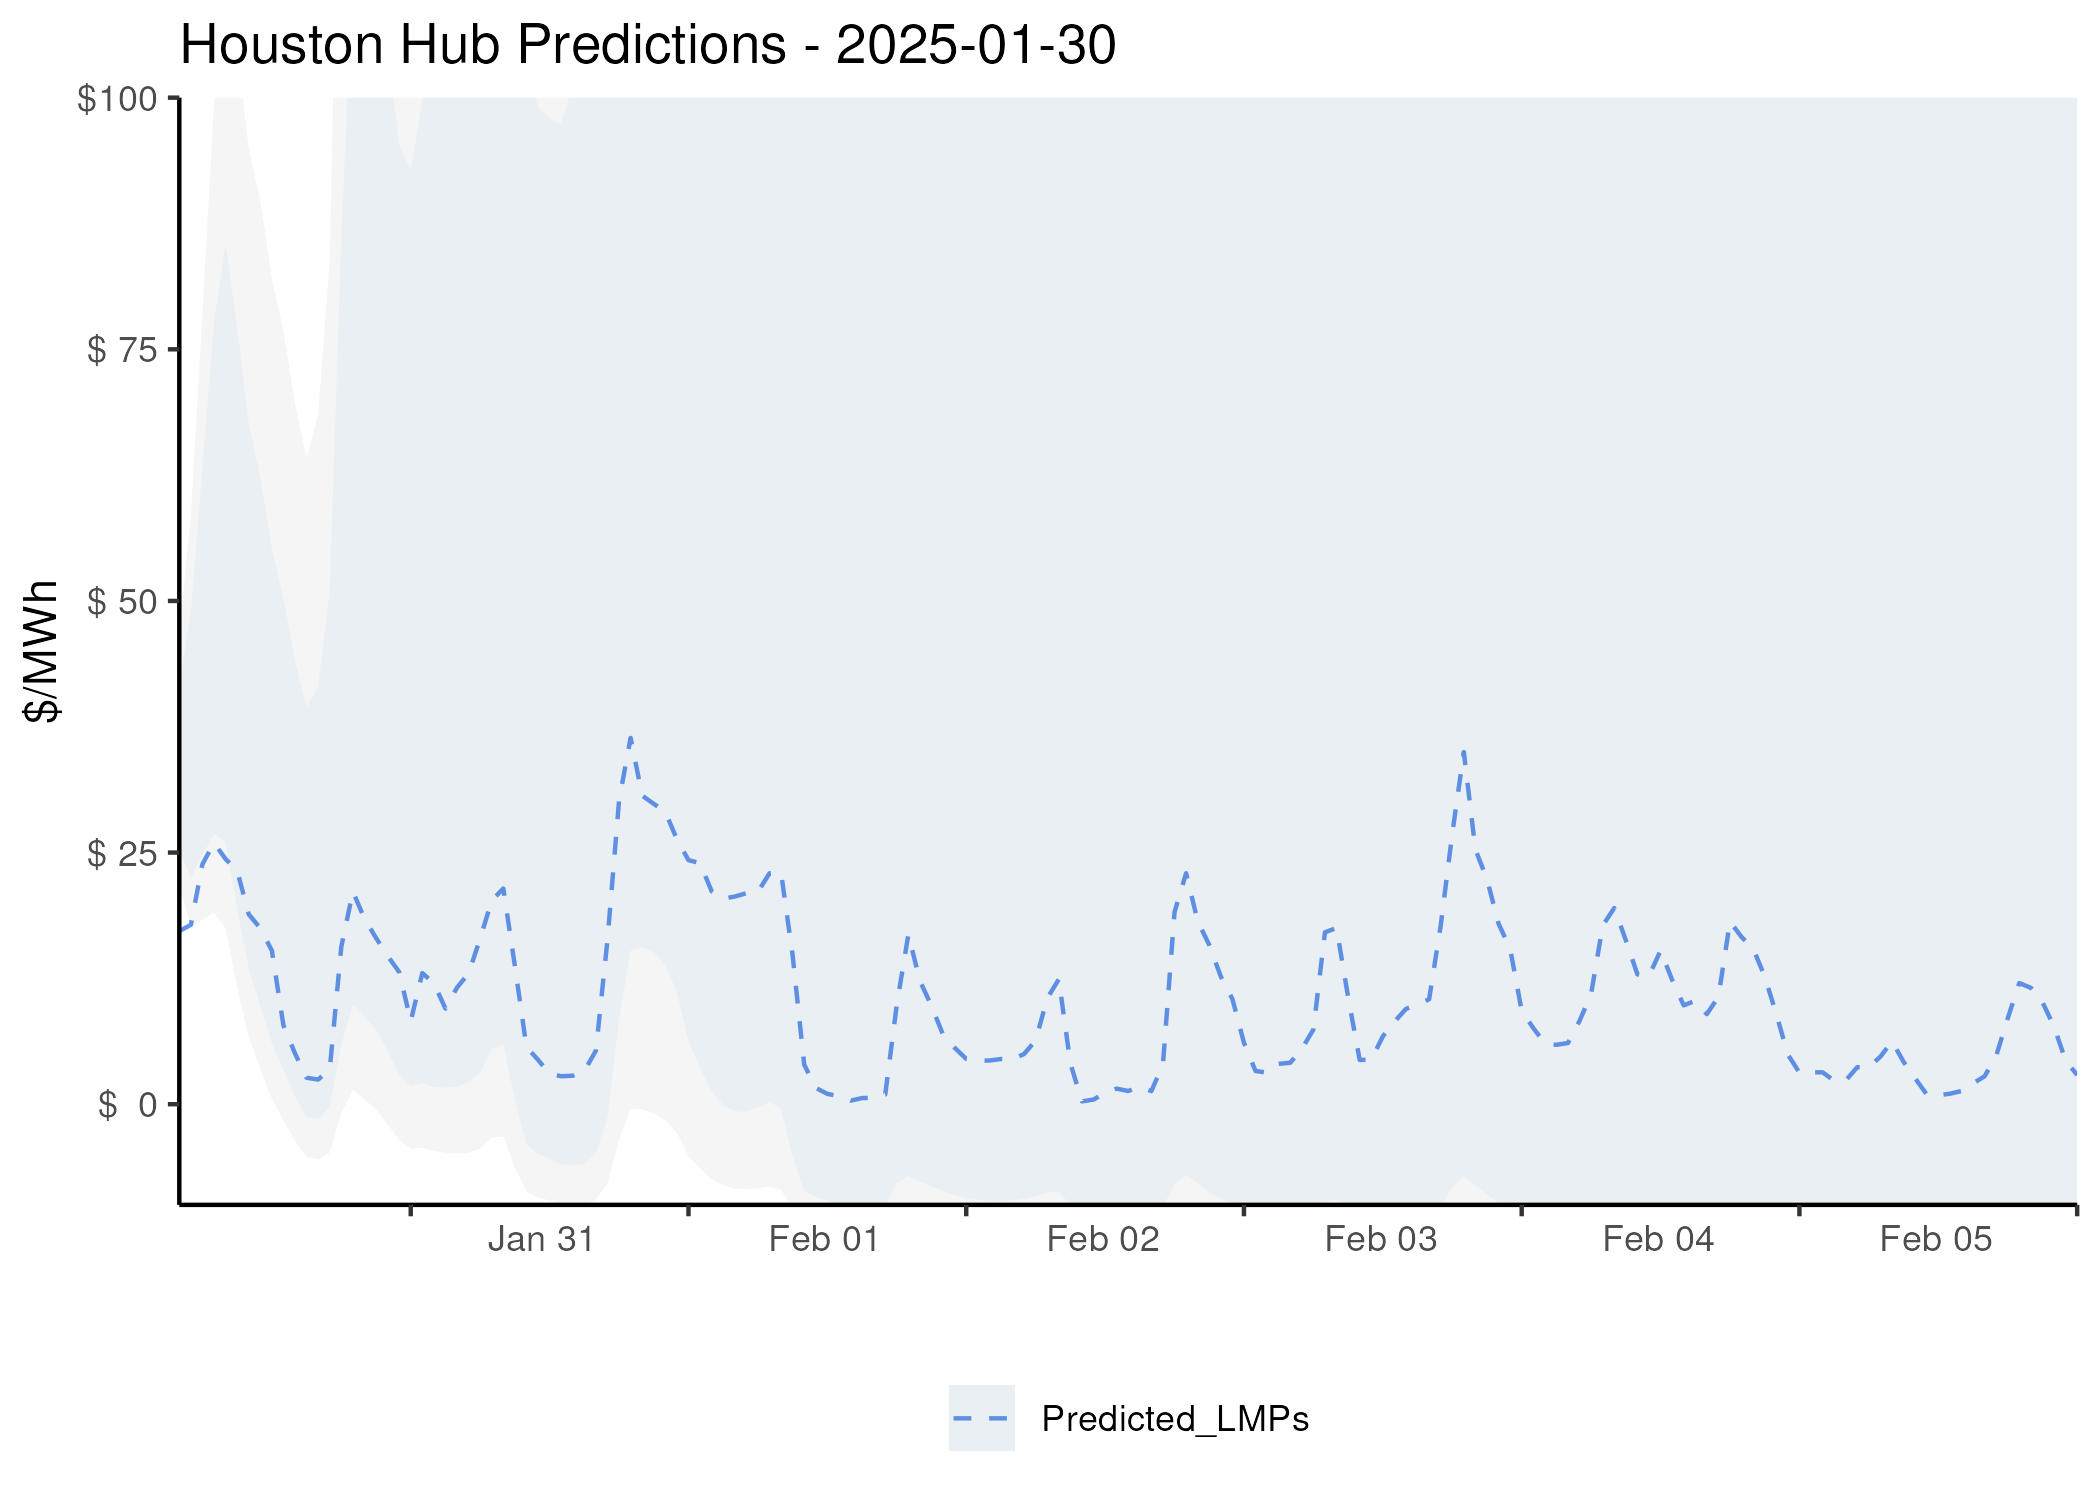 Houston Hub Predictions - 2025-01-30
$100
$ 75
$ 50
$ 25
$  0
$/MWh
Jan 31 Feb 01 Feb 02 Feb 03 Feb 04 Feb 05
Predicted_LMPs